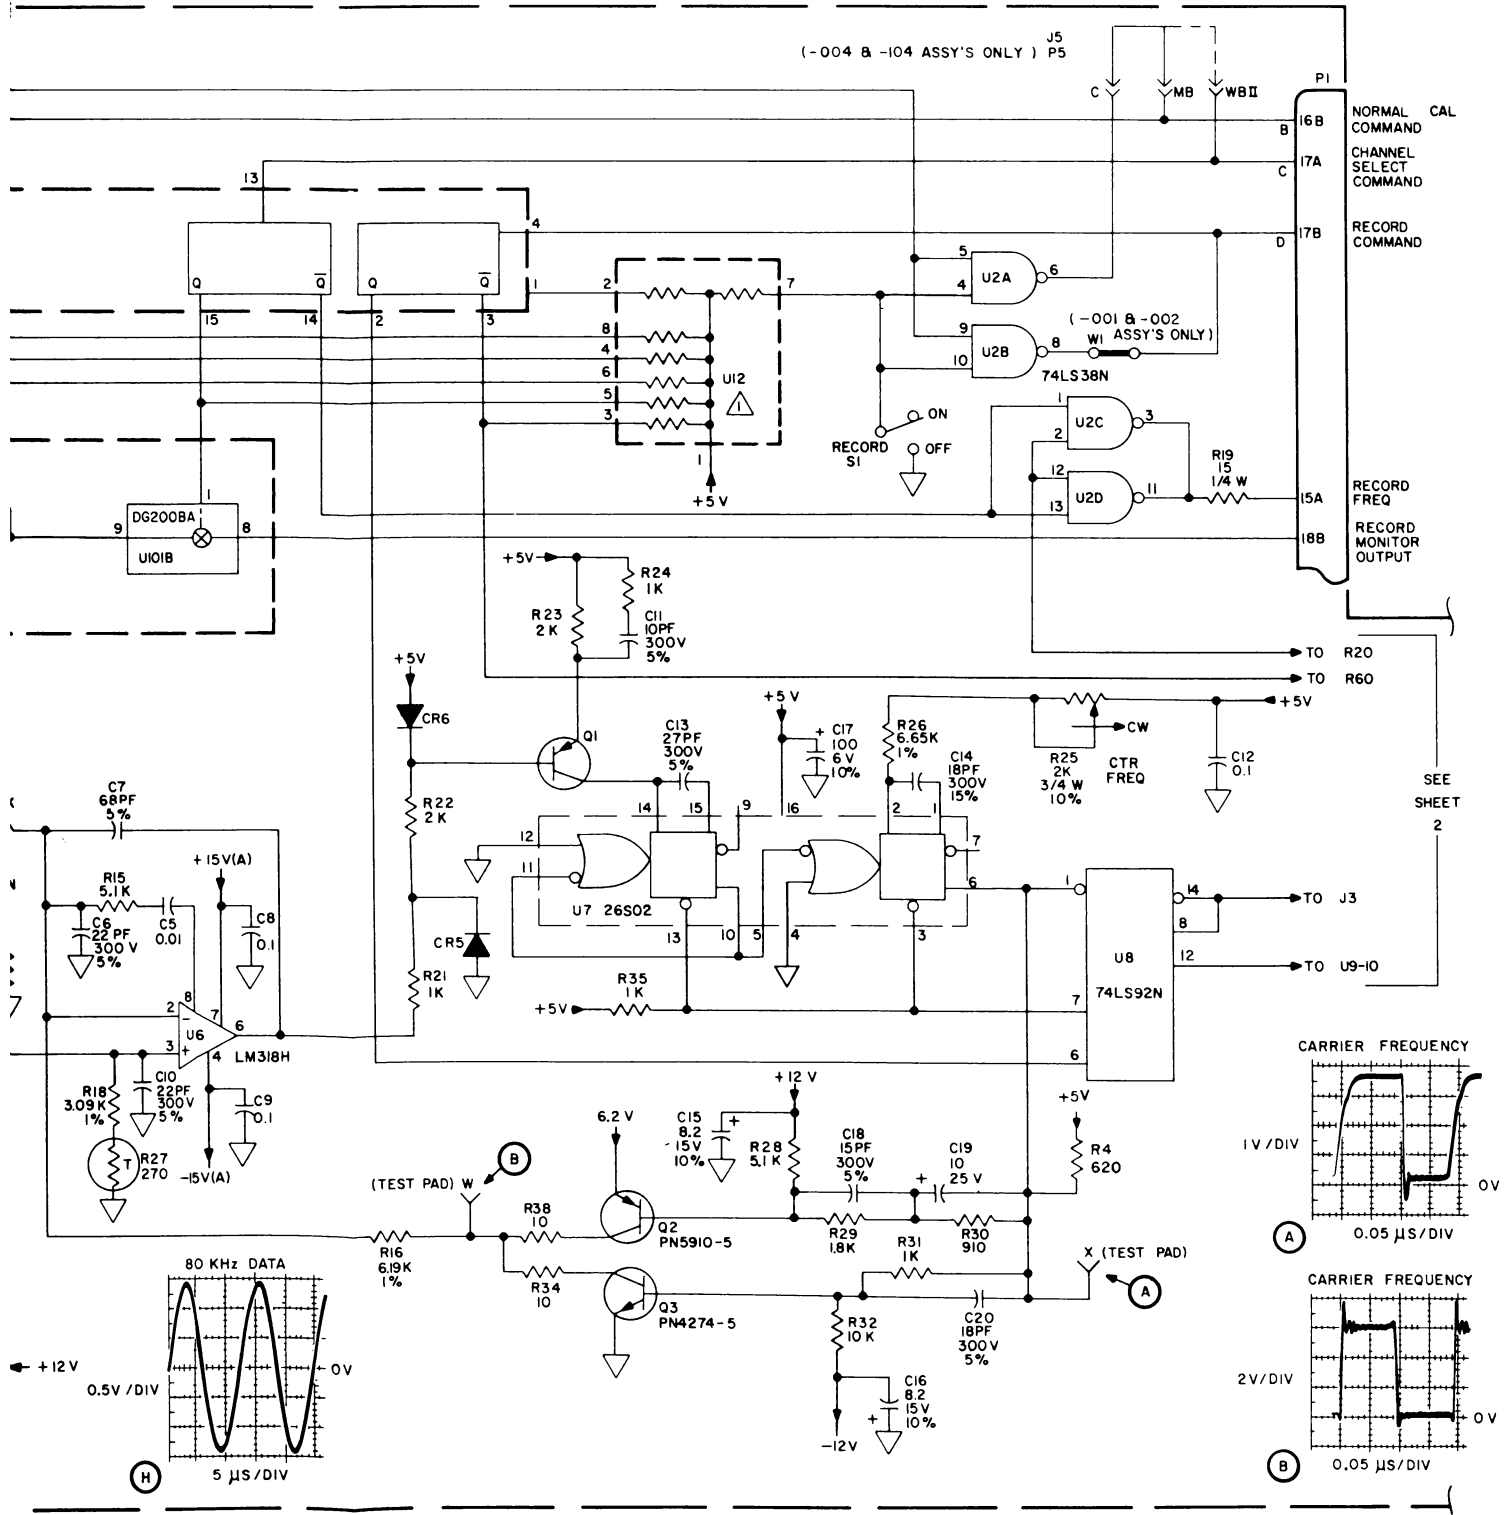 J5
(-004 & -104 ASSY'S ONLY) P5
P1
C
MB
WBII
B
16B
NORMAL CAL
COMMAND
C
17A
CHANNEL
SELECT
COMMAND
13
4
D
17B
RECORD
COMMAND
Q
Q̅
Q
Q̅
1
2
7
5
4
U2A
6
15
14
2
3
8
4
6
5
3
U12
1
1
+5V
9
10
U2B
8
(-001 & -002
ASSY'S ONLY)
W1
74LS38N
ON
OFF
RECORD
S1
1
2
U2C
3
12
13
U2D
11
R19
15
1/4 W
15A
RECORD
FREQ
18B
RECORD
MONITOR
OUTPUT
1
DG200BA
9
8
U101B
+5V
R24
1K
R23
2K
C11
10PF
300V
5%
TO R20
TO R60
+5V
CR6
Q1
C13
27PF
300V
5%
+5V
+
C17
100
6V
10%
R26
6.65K
1%
C14
18PF
300V
15%
CW
R25
2K
3/4 W
10%
CTR
FREQ
+5V
C12
0.1
SEE
SHEET
2
C7
68PF
5%
R22
2K
14
15
9
16
2
1
12
11
7
6
U7 26S02
13
10
5
4
3
+15V(A)
R15
5.1K
C6
22PF
300V
5%
C5
0.01
C8
0.1
CR5
R21
1K
R35
1K
+5V
1
14
8
12
U8
74LS92N
7
6
TO J3
TO U9-10
2
8
7
-
U6
6
3
+
4
LM318H
R18
3.09K
1%
C10
22PF
300V
5%
C9
0.1
T
R27
270
-15V(A)
CARRIER FREQUENCY
1V/DIV
0V
A
0.05 µS/DIV
+12V
6.2V
C15
8.2
15V
10%
+
R28
5.1K
C18
15PF
300V
5%
+
C19
10
25V
+5V
R4
620
(TEST PAD) W
B
R38
10
Q2
PN5910-5
R29
1.8K
R30
910
R31
1K
X (TEST PAD)
A
R16
6.19K
1%
R34
10
Q3
PN4274-5
R32
10K
C20
18PF
300V
5%
C16
8.2
15V
10%
+
-12V
+12V
80 KHz DATA
0.5V/DIV
0V
H
5 µS/DIV
CARRIER FREQUENCY
2V/DIV
0V
B
0.05 µS/DIV